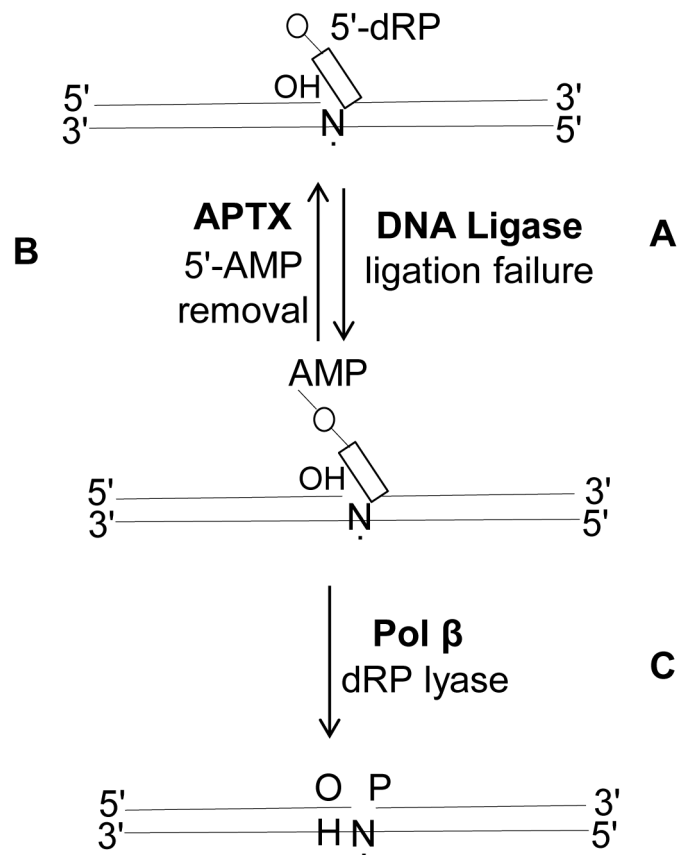 5'-dRP
OH
5' 3'
3' N 5'
APTX DNA Ligase A
B 5'-AMP ligation failure
removal
AMP
OH
5' 3'
3' N 5'
Pol β
dRP lyase C
O P
5' 3'
3' H N 5'